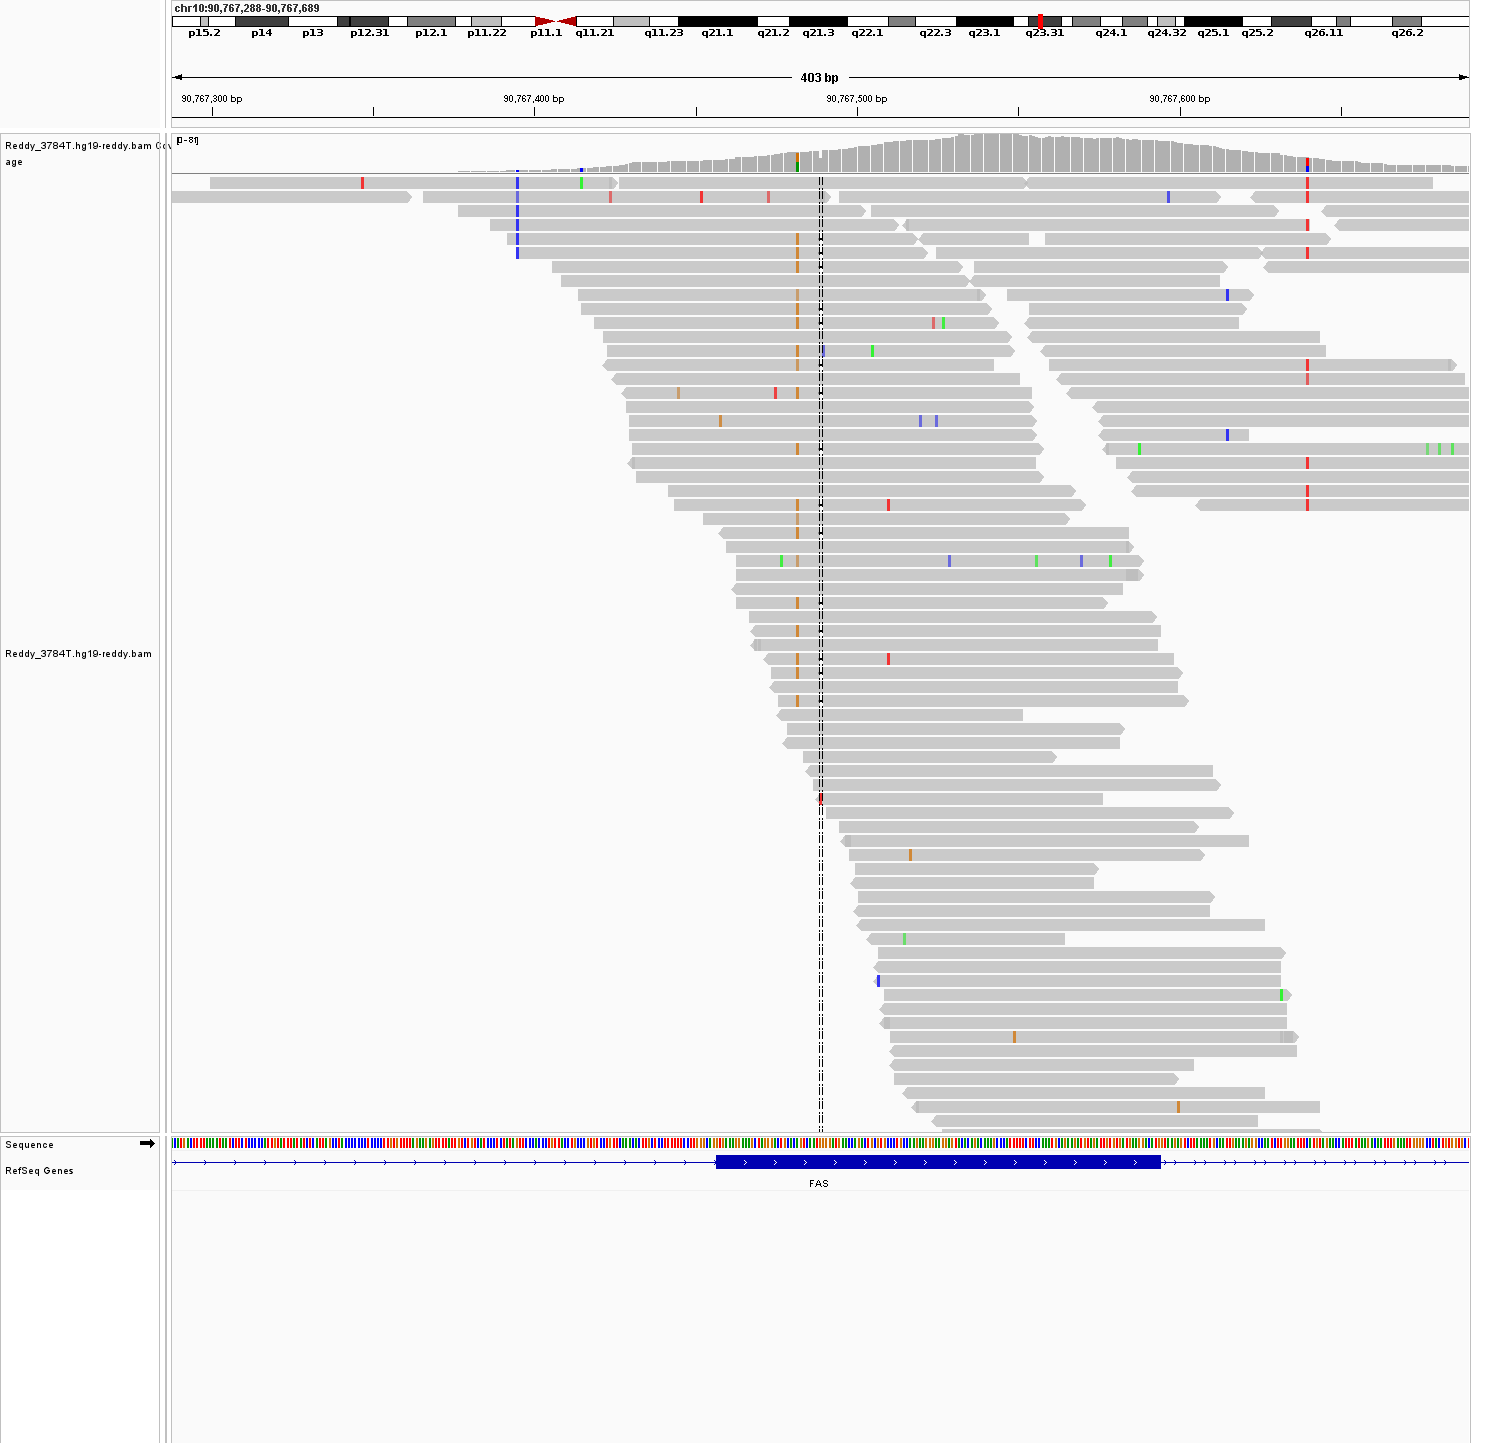 chr10:90,767,288-90,767,689
p15.2 p14 p13 p12.31 p12.1 p11.22 p11.1 q11.21 q11.23 q21.1 q21.2 q21.3 q22.1 q22.3 q23.1 q23.31 q24.1 q24.32 q25.1 q25.2 q26.11 q26.2
403 bp
90,767,300 bp 90,767,400 bp 90,767,500 bp 90,767,600 bp
Reddy_3784T.hg19-reddy.bam Cov
age
[0-81]
Reddy_3784T.hg19-reddy.bam
Sequence
RefSeq Genes
FAS